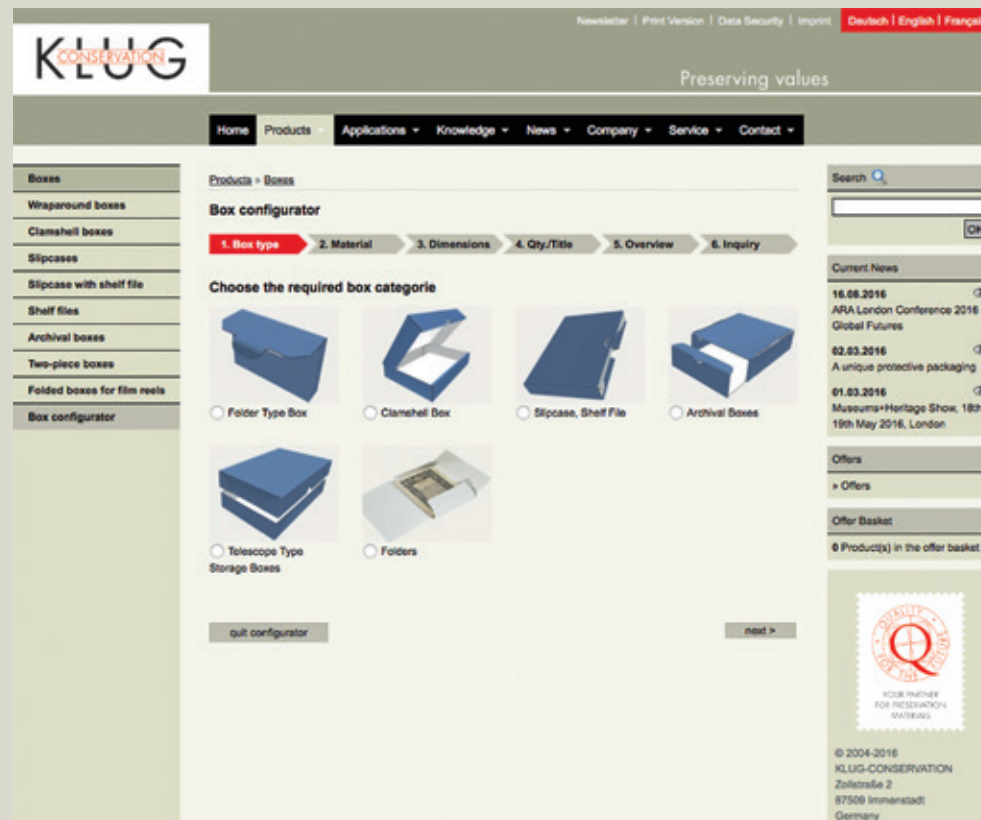 Newsletter | Print Version | Data Security | Imprint
Deutsch | English | Françai
KLUG
CONSERVATION
Preserving values
Home Products Applications Knowledge News Company Service Contact
Boxes
Wraparound boxes
Clamshell boxes
Slipcases
Slipcase with shelf file
Shelf files
Archival boxes
Two-piece boxes
Folded boxes for film reels
Box configurator
Products » Boxes
Box configurator
1. Box type 2. Material 3. Dimensions 4. Qty./Title 5. Overview 6. Inquiry
Choose the required box categorie
Folder Type Box Clamshell Box Slipcase, Shelf File Archival Boxes
Telescope Type
Storage Boxes
Folders
quit configurator next >
Search
OK
Current News
16.08.2016
ARA London Conference 2016
Global Futures
02.03.2016
A unique protective packaging
01.03.2016
Museums+Heritage Show, 18th
19th May 2016, London
Offers
» Offers
Offer Basket
0 Product(s) in the offer basket
QUALITY
Q
YOUR PARTNER
FOR PRESERVATION
MATERIALS
© 2004-2016
KLUG-CONSERVATION
Zollstraße 2
87509 Immenstadt
Germany